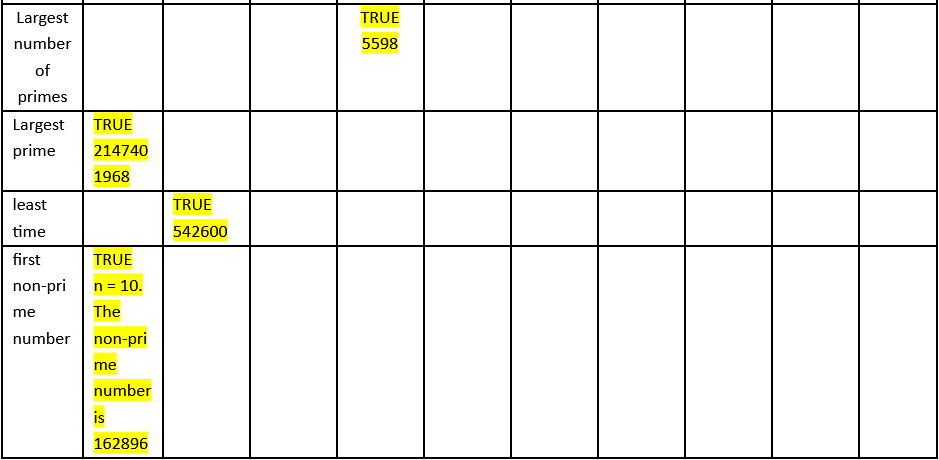 Largest
number
of
primes
TRUE
5598
Largest
prime
TRUE
214740
1968
least
time
TRUE
542600
first
non-pri
me
number
TRUE
n = 10.
The
non-pri
me
number
is
162896